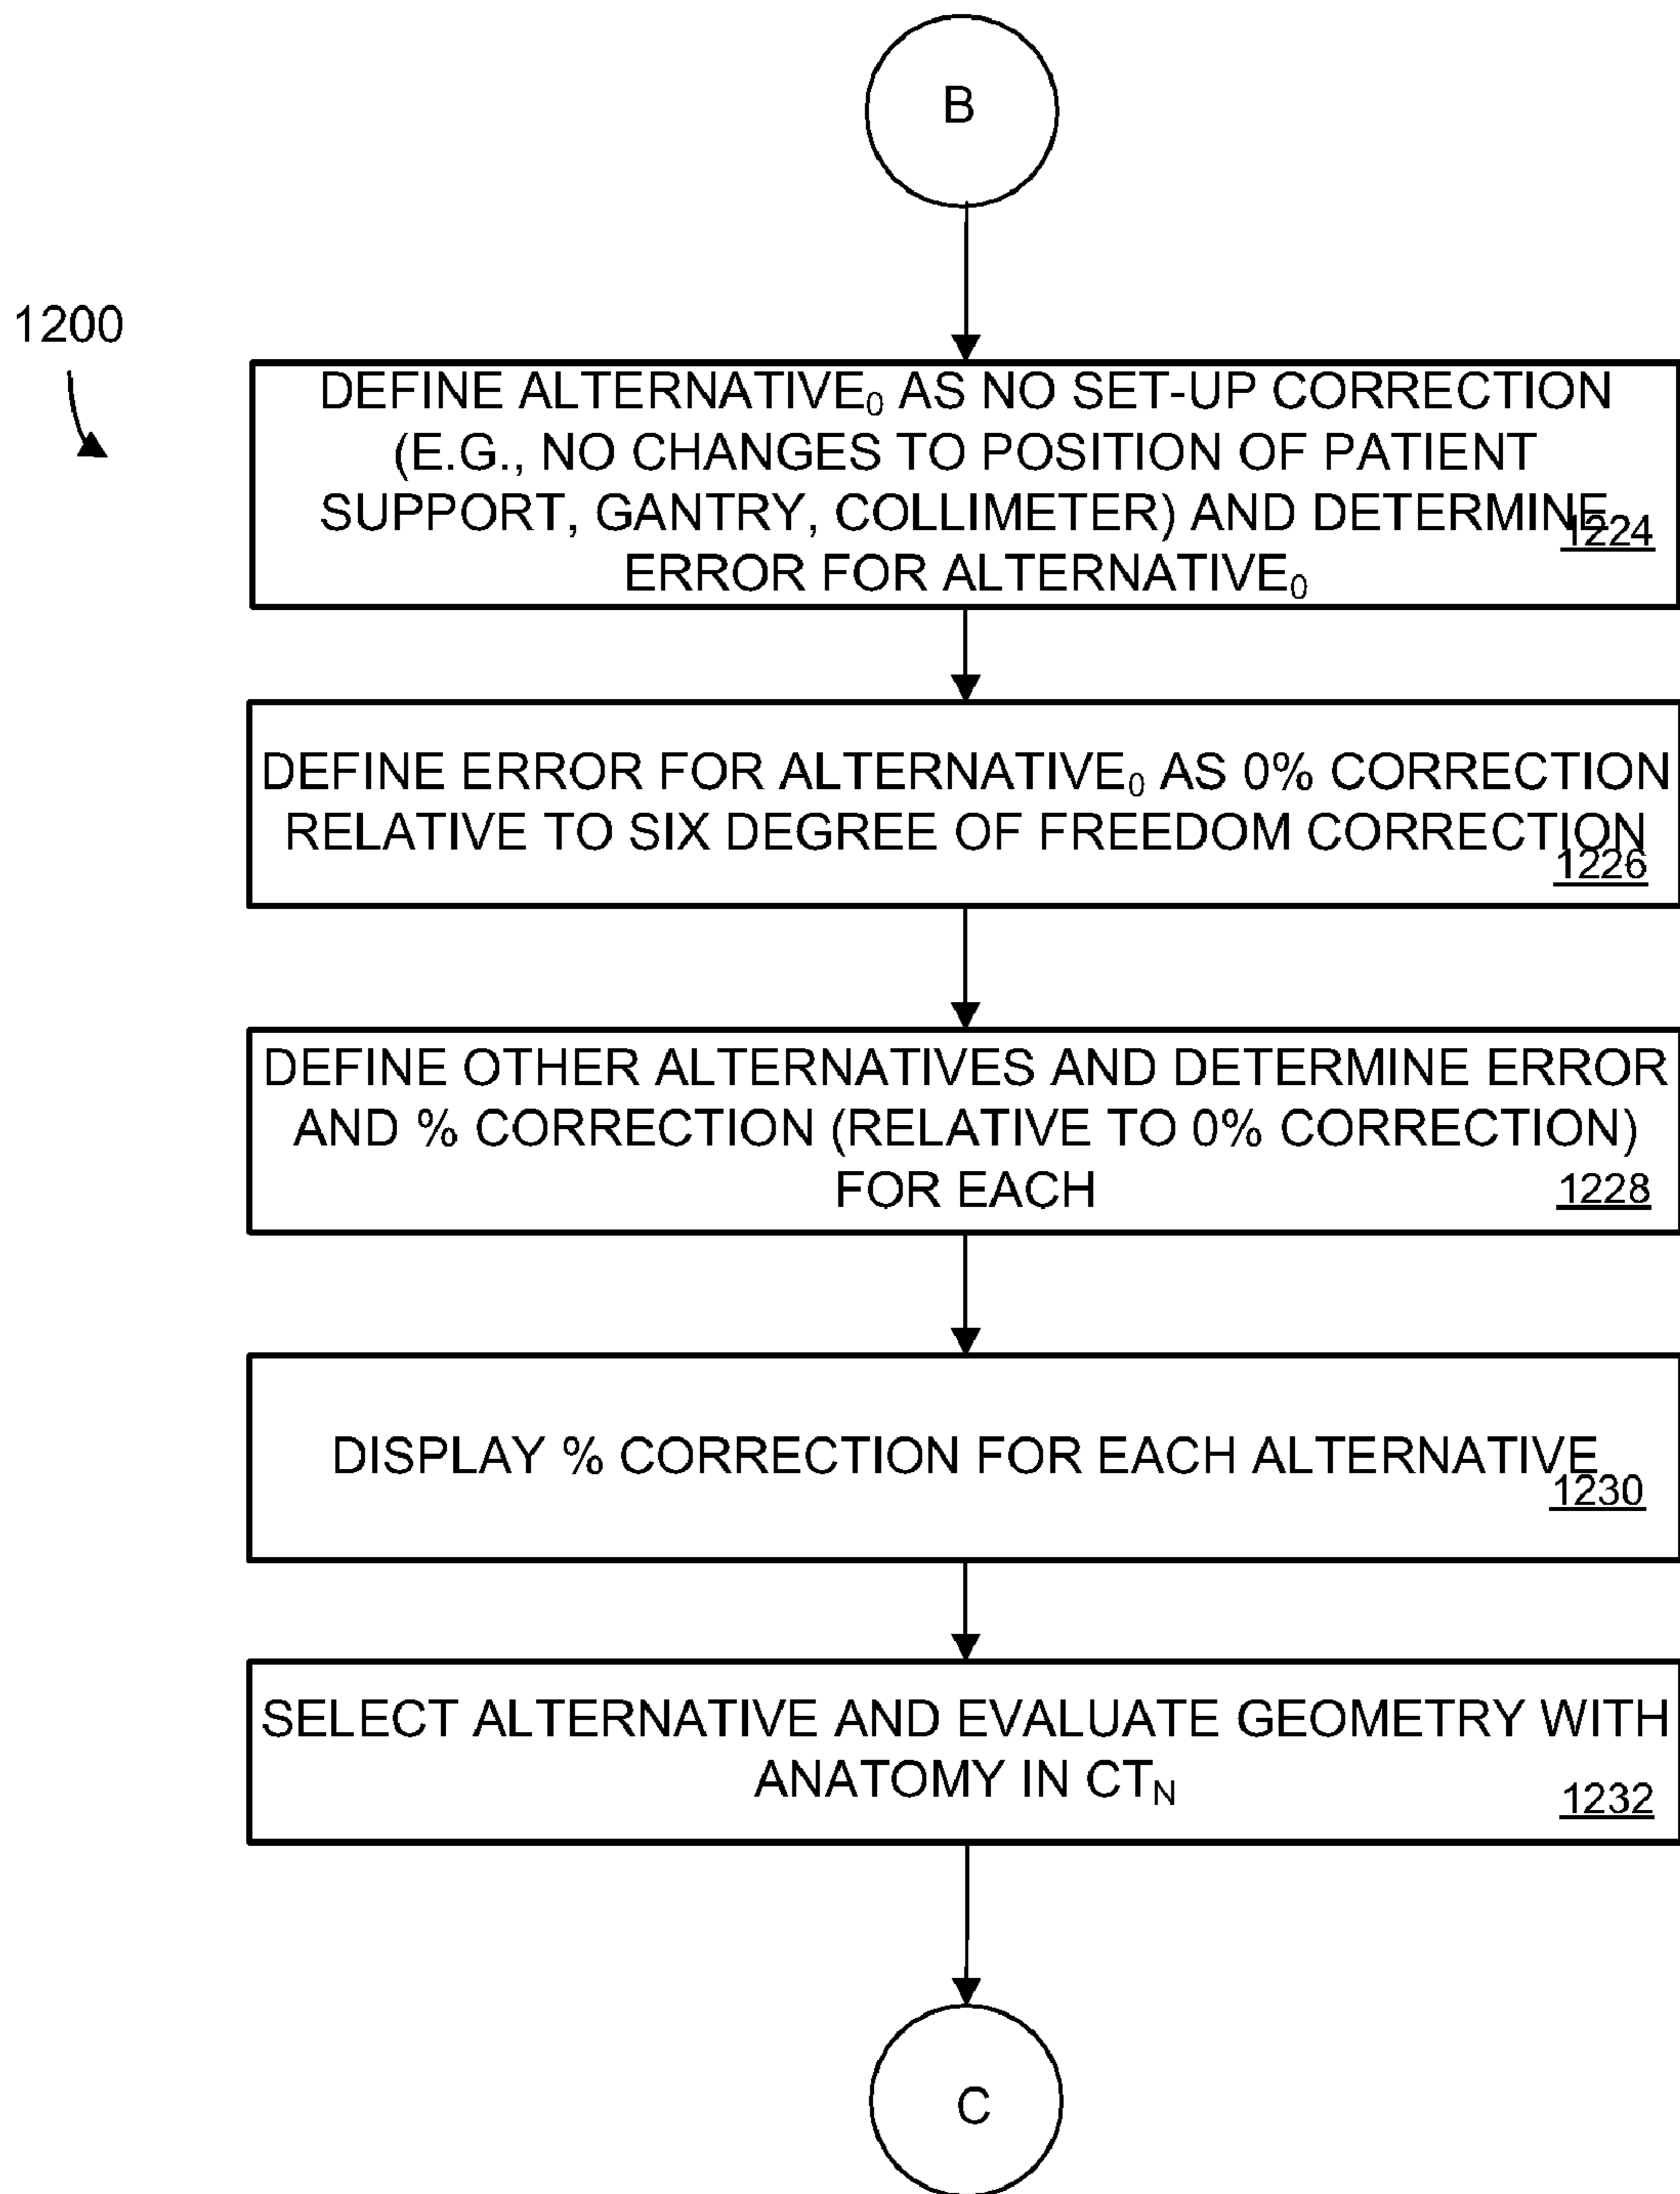 B
1200
DEFINE ALTERNATIVE₀ AS NO SET-UP CORRECTION
(E.G., NO CHANGES TO POSITION OF PATIENT
SUPPORT, GANTRY, COLLIMETER) AND DETERMINE
1224
ERROR FOR ALTERNATIVE₀
DEFINE ERROR FOR ALTERNATIVE₀ AS 0% CORRECTION
RELATIVE TO SIX DEGREE OF FREEDOM CORRECTION
1226
DEFINE OTHER ALTERNATIVES AND DETERMINE ERROR
AND % CORRECTION (RELATIVE TO 0% CORRECTION)
FOR EACH
1228
DISPLAY % CORRECTION FOR EACH ALTERNATIVE
1230
SELECT ALTERNATIVE AND EVALUATE GEOMETRY WITH
ANATOMY IN CT_N
1232
C